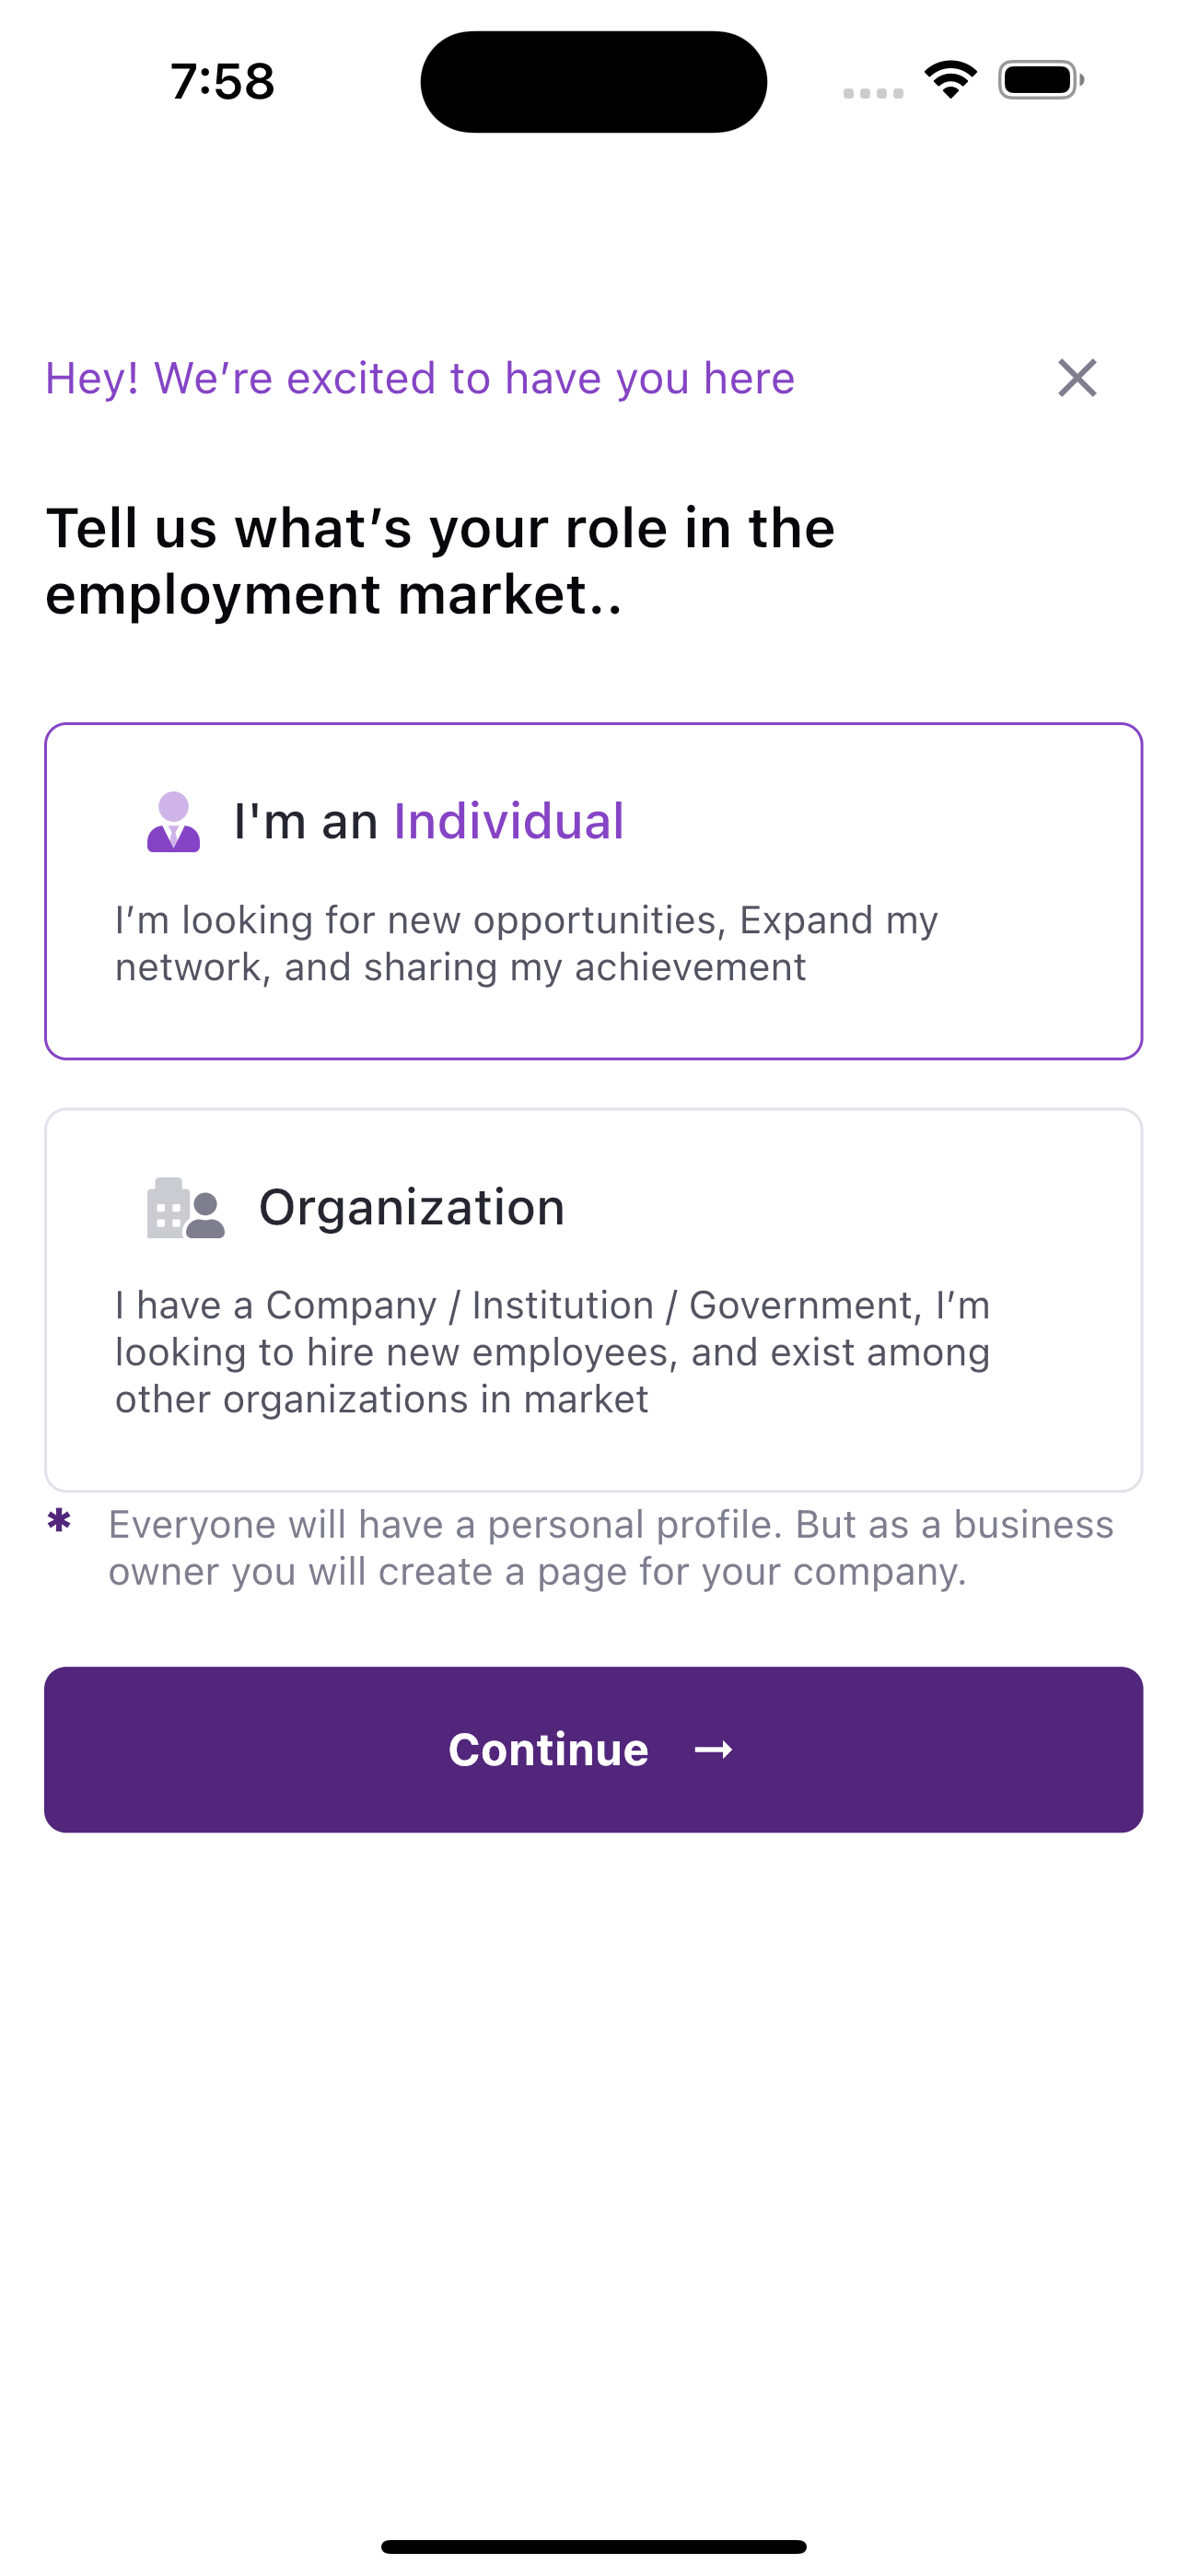 7:58
Hey! We’re excited to have you here
Tell us what’s your role in the
employment market..
I'm an Individual
I’m looking for new opportunities, Expand my
network, and sharing my achievement
Organization
I have a Company / Institution / Government, I’m
looking to hire new employees, and exist among
other organizations in market
* Everyone will have a personal profile. But as a business
owner you will create a page for your company.
Continue →